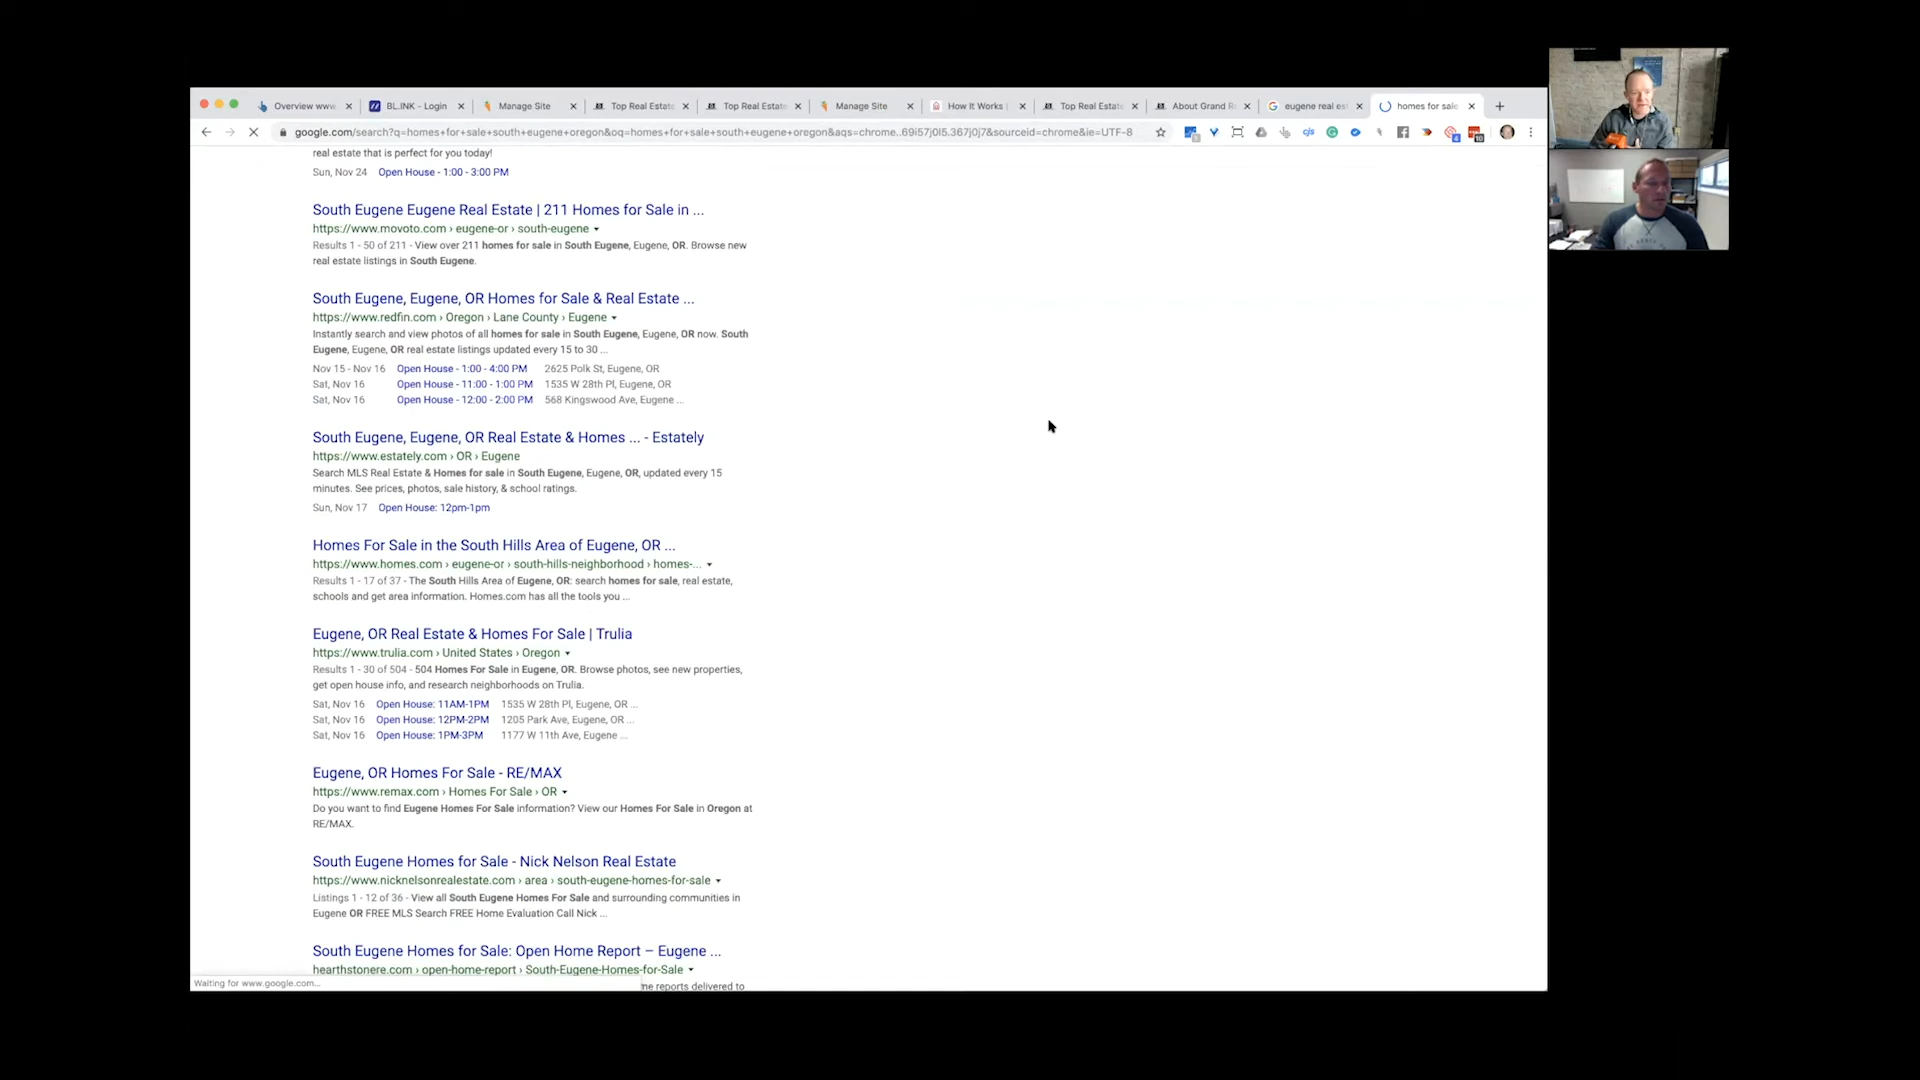 Overview www
BL.INK - Login
Manage Site
Top Real Estate
Top Real Estate
Manage Site
How It Works
Top Real Estate
About Grand R
eugene real est
homes for sale
google.com/search?q=homes+for+sale+south+eugene+oregon&oq=homes+for+sale+south+eugene+oregon&aqs=chrome..69i57j0l5.367j0j7&sourceid=chrome&ie=UTF-8
real estate that is perfect for you today!
Sun, Nov 24 Open House - 1:00 - 3:00 PM
South Eugene Eugene Real Estate | 211 Homes for Sale in ...
https://www.movoto.com › eugene-or › south-eugene
Results 1 - 50 of 211 - View over 211 homes for sale in South Eugene, Eugene, OR. Browse new
real estate listings in South Eugene.
South Eugene, Eugene, OR Homes for Sale & Real Estate ...
https://www.redfin.com › Oregon › Lane County › Eugene
Instantly search and view photos of all homes for sale in South Eugene, Eugene, OR now. South
Eugene, Eugene, OR real estate listings updated every 15 to 30 ...
Nov 15 - Nov 16 Open House - 1:00 - 4:00 PM 2625 Polk St, Eugene, OR
Sat, Nov 16 Open House - 11:00 - 1:00 PM 1535 W 28th Pl, Eugene, OR
Sat, Nov 16 Open House - 12:00 - 2:00 PM 568 Kingswood Ave, Eugene ...
South Eugene, Eugene, OR Real Estate & Homes ... - Estately
https://www.estately.com › OR › Eugene
Search MLS Real Estate & Homes for sale in South Eugene, Eugene, OR, updated every 15
minutes. See prices, photos, sale history, & school ratings.
Sun, Nov 17 Open House: 12pm-1pm
Homes For Sale in the South Hills Area of Eugene, OR ...
https://www.homes.com › eugene-or › south-hills-neighborhood › homes-...
Results 1 - 17 of 37 - The South Hills Area of Eugene, OR: search homes for sale, real estate,
schools and get area information. Homes.com has all the tools you ...
Eugene, OR Real Estate & Homes For Sale | Trulia
https://www.trulia.com › United States › Oregon
Results 1 - 30 of 504 - 504 Homes For Sale in Eugene, OR. Browse photos, see new properties,
get open house info, and research neighborhoods on Trulia.
Sat, Nov 16 Open House: 11AM-1PM 1535 W 28th Pl, Eugene, OR ...
Sat, Nov 16 Open House: 12PM-2PM 1205 Park Ave, Eugene, OR ...
Sat, Nov 16 Open House: 1PM-3PM 1177 W 11th Ave, Eugene ...
Eugene, OR Homes For Sale - RE/MAX
https://www.remax.com › Homes For Sale › OR
Do you want to find Eugene Homes For Sale information? View our Homes For Sale in Oregon at
RE/MAX.
South Eugene Homes for Sale - Nick Nelson Real Estate
https://www.nicknelsonrealestate.com › area › south-eugene-homes-for-sale
Listings 1 - 12 of 36 - View all South Eugene Homes For Sale and surrounding communities in
Eugene OR FREE MLS Search FREE Home Evaluation Call Nick ...
South Eugene Homes for Sale: Open Home Report – Eugene ...
hearthstonere.com › open-home-report › South-Eugene-Homes-for-Sale
Waiting for www.google.com...
reports delivered to